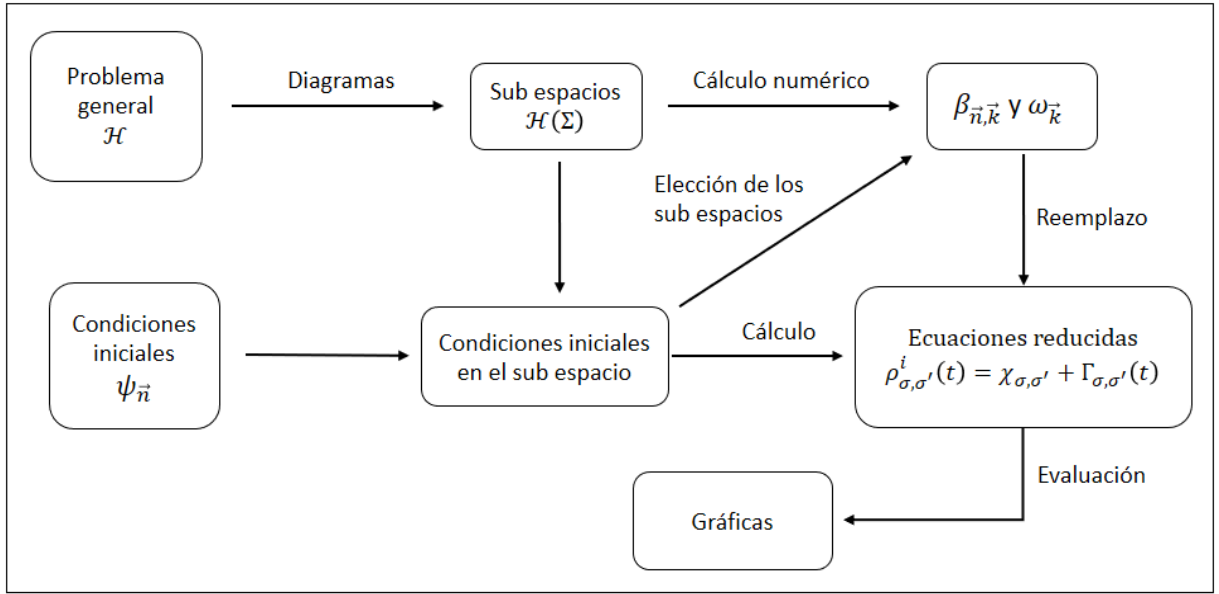 Problema
general
ℋ
Diagramas
Sub espacios
ℋ(Σ)
Cálculo numérico
β_{n⃗,k⃗} y ω_{k⃗}
Elección de los
sub espacios
Reemplazo
Condiciones
iniciales
ψ_{n⃗}
Condiciones iniciales
en el sub espacio
Cálculo
Ecuaciones reducidas
ρ^{i}_{σ,σ′}(t) = χ_{σ,σ′} + Γ_{σ,σ′}(t)
Evaluación
Gráficas